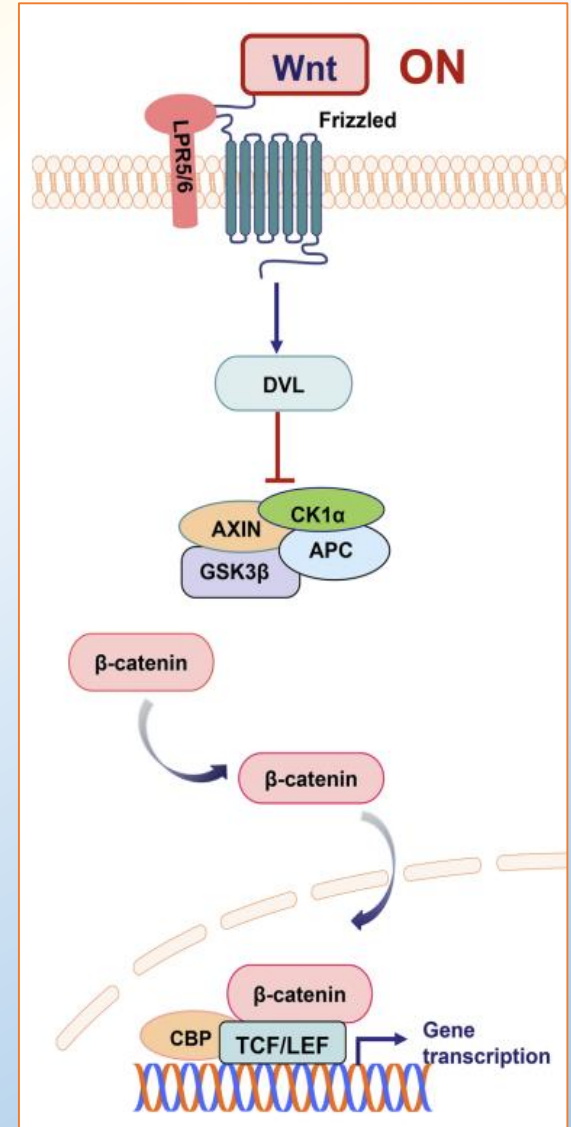 Wnt ON
Frizzled
LPR5/6
DVL
CK1α
AXIN
APC
GSK3β
β-catenin
β-catenin
β-catenin
CBP
TCF/LEF
Gene
transcription